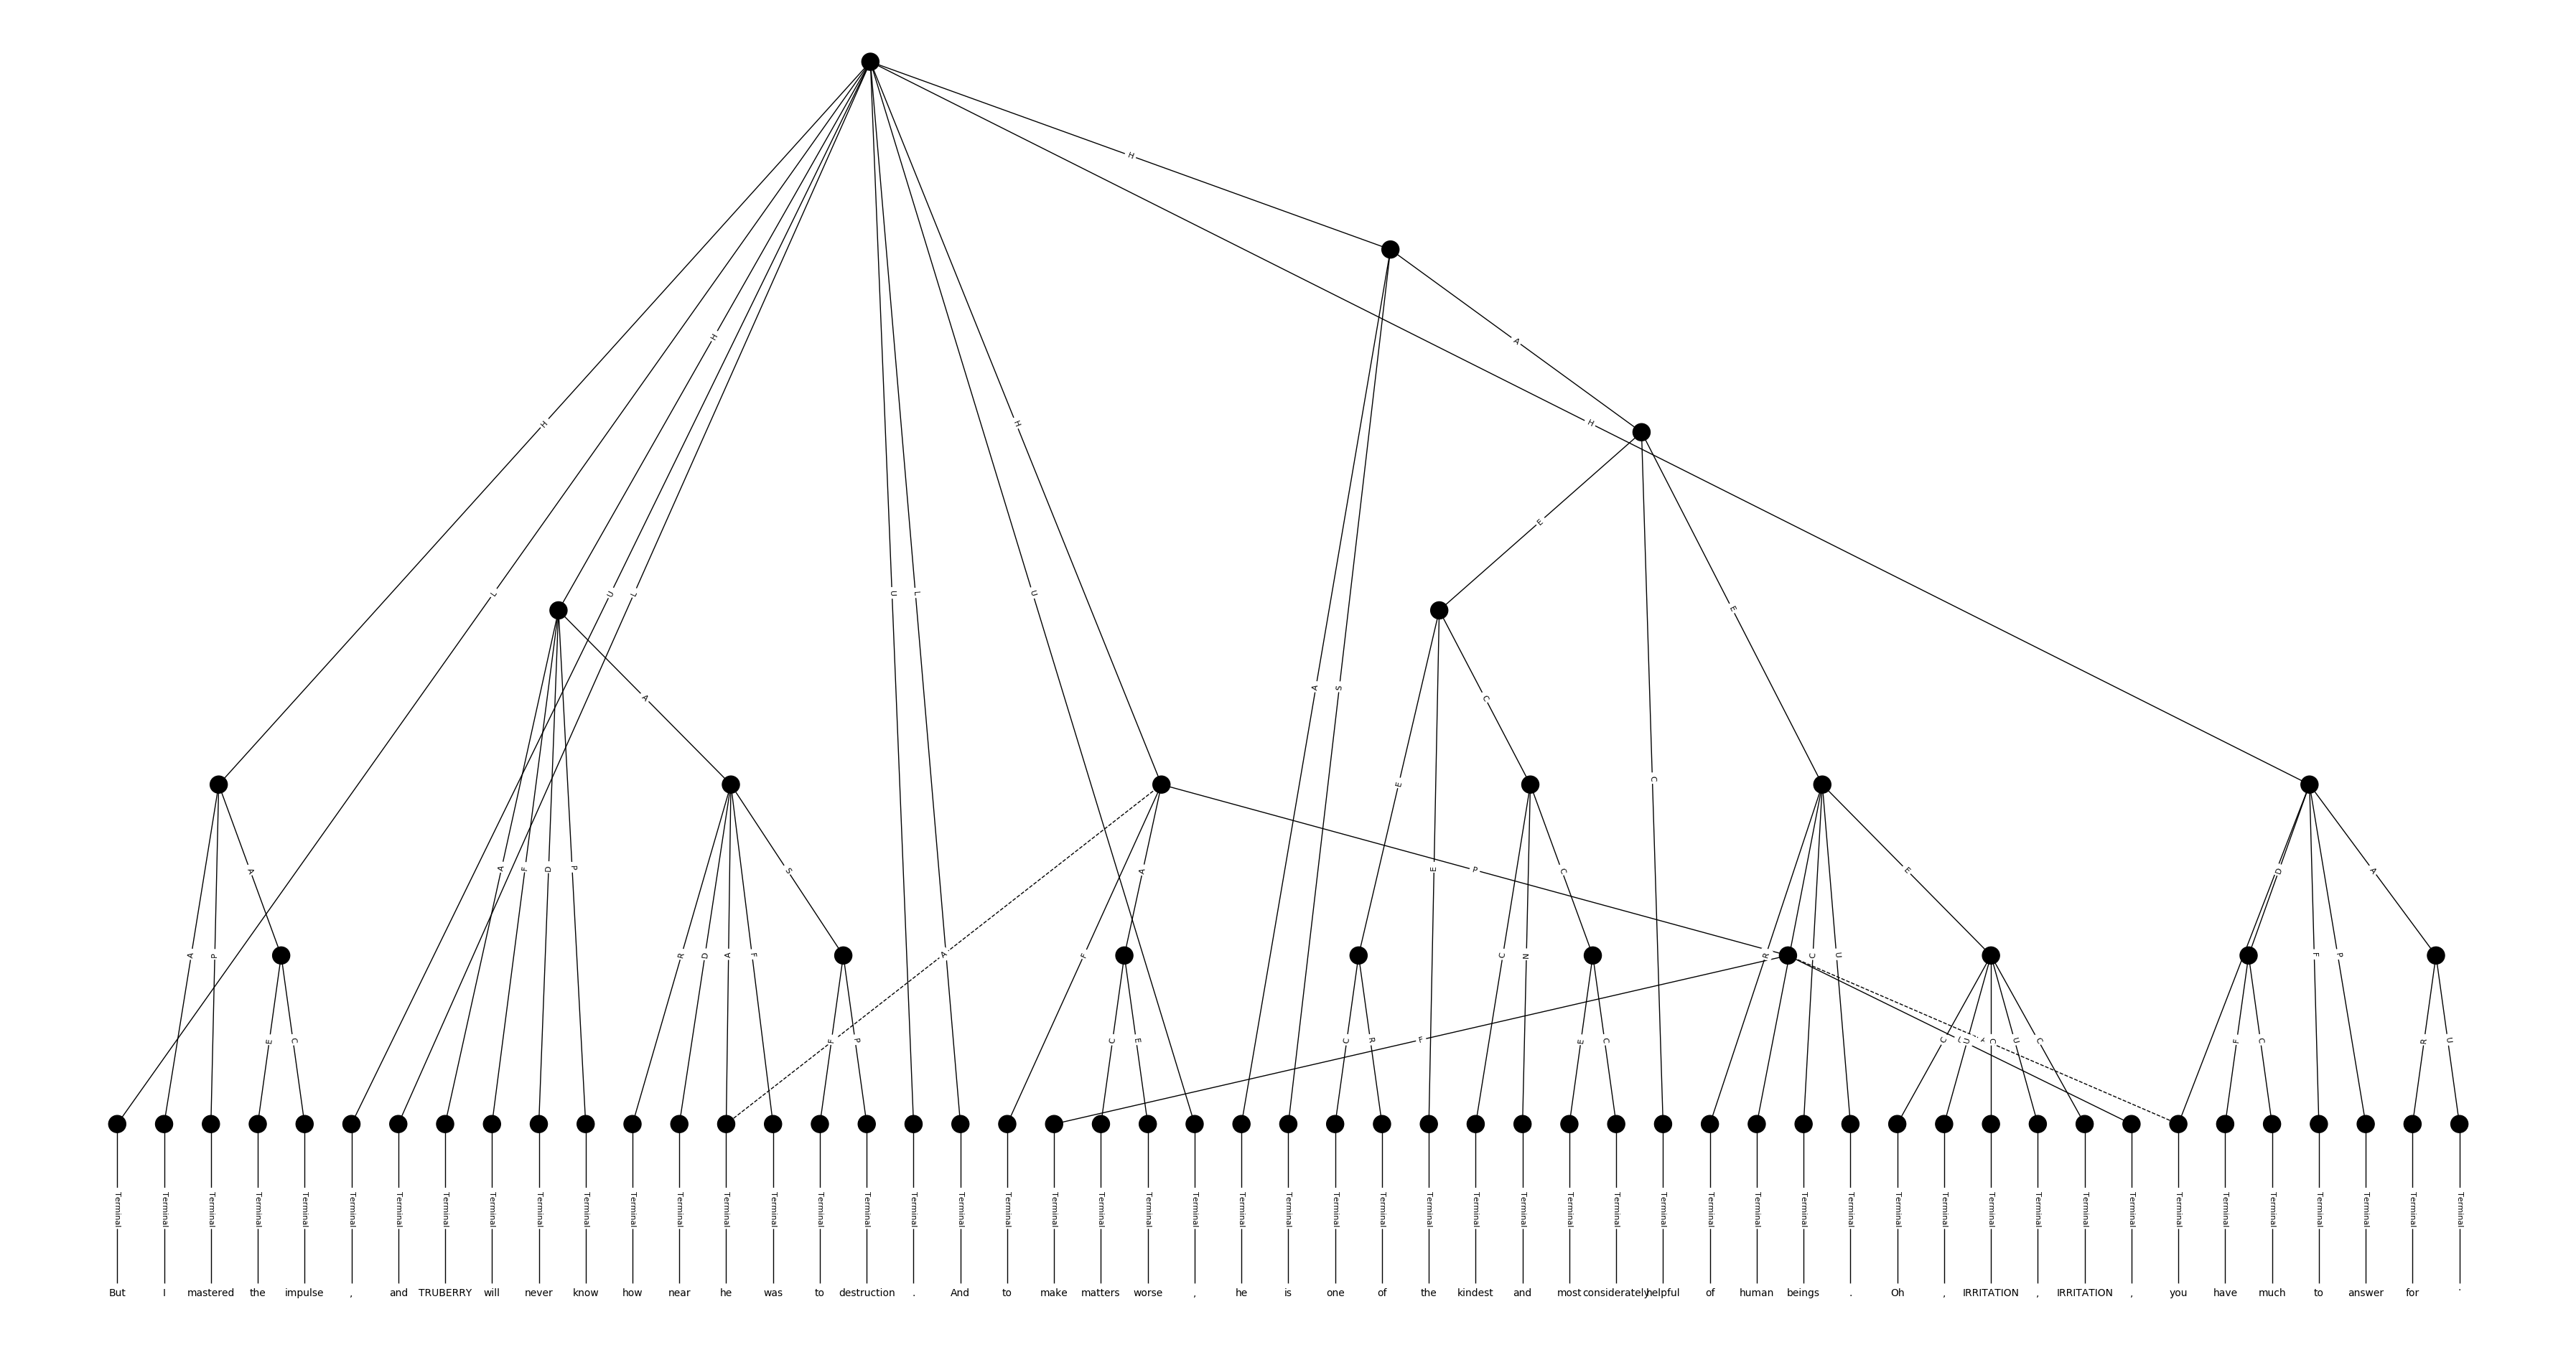 H
H
A
H H H
E
E
L U L U L U
A S
A C
C
E
A F D P A S P E C D A
A P R D A F A F C N R C U F P
E C F P C E F C R E C C U A C U C F C R U
Terminal Terminal Terminal Terminal Terminal Terminal Terminal Terminal Terminal Terminal Terminal Terminal Terminal Terminal Terminal Terminal Terminal Terminal Terminal Terminal Terminal Terminal Terminal Terminal Terminal Terminal Terminal Terminal Terminal Terminal Terminal Terminal Terminal Terminal Terminal Terminal Terminal Terminal Terminal Terminal Terminal Terminal Terminal Terminal Terminal Terminal Terminal Terminal Terminal Terminal Terminal
But I mastered the impulse , and TRUBERRY will never know how near he was to destruction . And to make matters worse , he is one of the kindest and most considerately helpful of human beings . Oh , IRRITATION , IRRITATION , you have much to answer for .